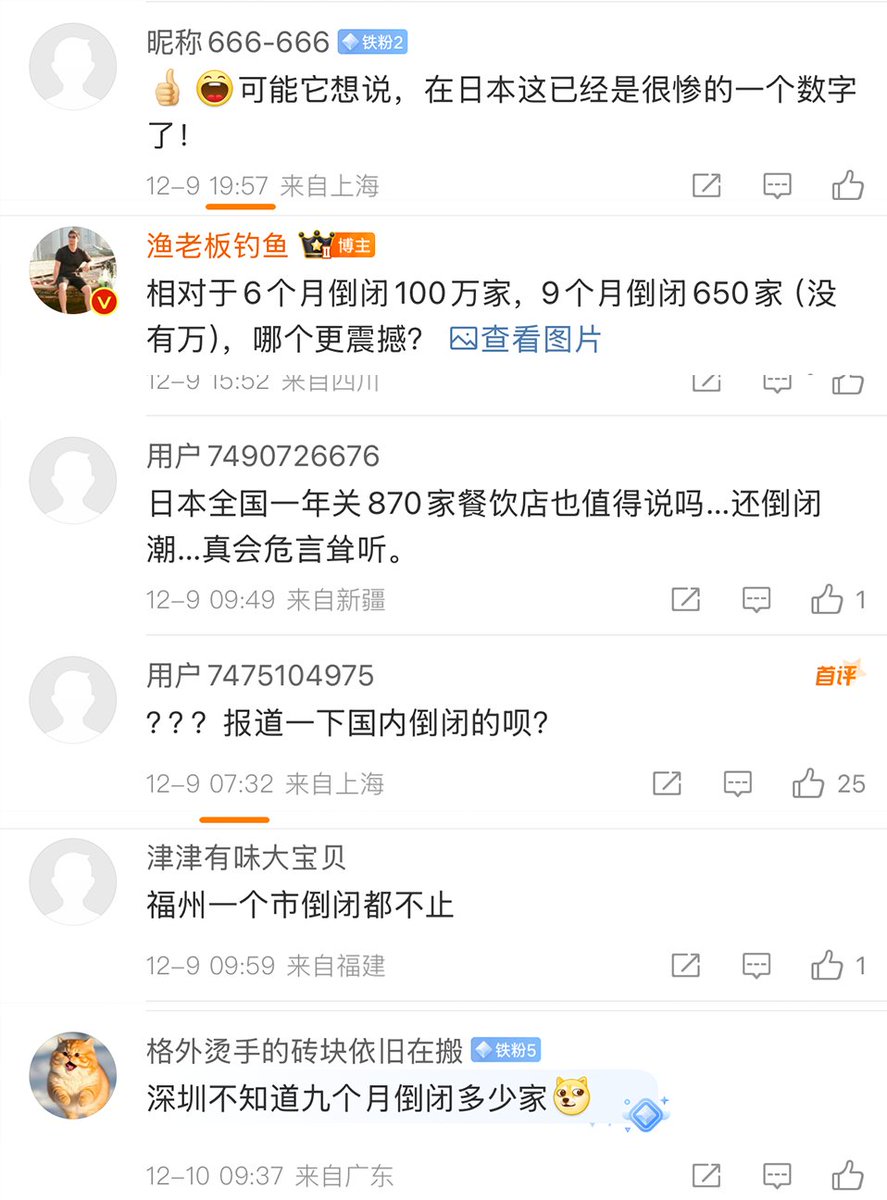 昵称666-666 铁粉2
👍😄可能它想说，在日本这已经是很惨的一个数字
了！
12-9 19:57 来自上海
渔老板钓鱼 II 博主
相对于6个月倒闭100万家，9个月倒闭650家（没
有万），哪个更震撼？ 查看图片
12-9 15:52 来自四川
用户7490726676
日本全国一年关870家餐饮店也值得说吗...还倒闭
潮...真会危言耸听。
12-9 09:49 来自新疆 1
用户7475104975 首评
？？？报道一下国内倒闭的呗？
12-9 07:32 来自上海 25
津津有味大宝贝
福州一个市倒闭都不止
12-9 09:59 来自福建 1
格外烫手的砖块依旧在搬 铁粉5
深圳不知道九个月倒闭多少家
12-10 09:37 来自广东